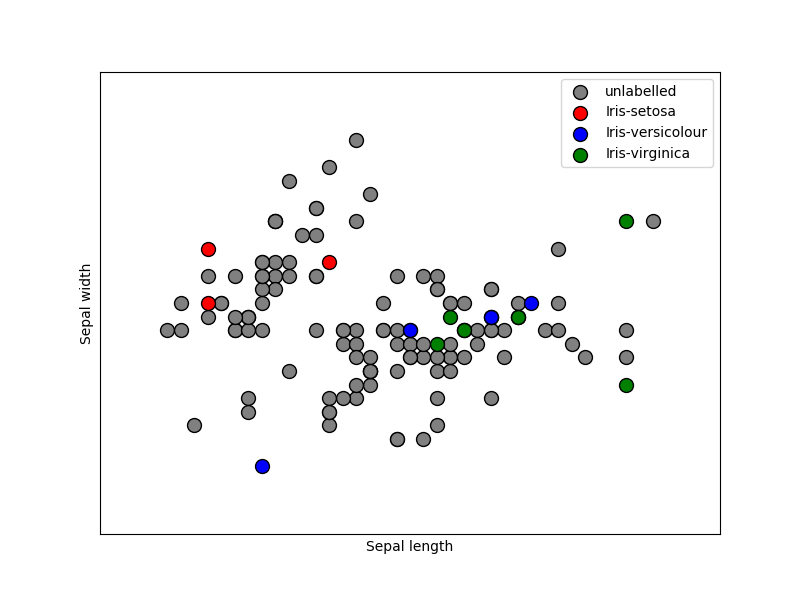 unlabelled
Iris-setosa
Iris-versicolour
Iris-virginica
Sepal width
Sepal length